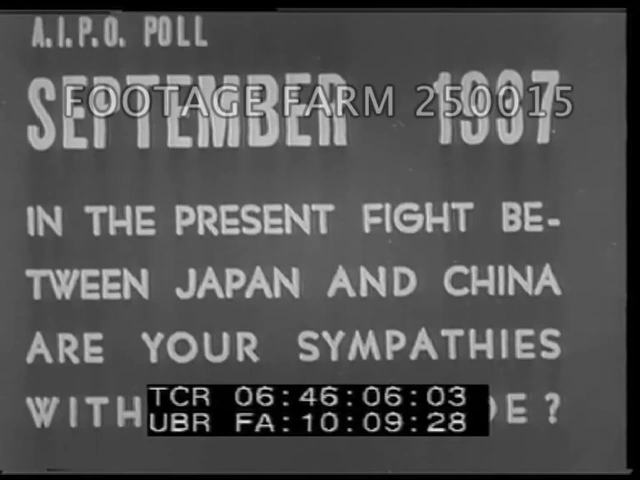 A.I.P.O. POLL
FOOTAGE FARM 250015
SEPTEMBER 1937
IN THE PRESENT FIGHT BE-
TWEEN JAPAN AND CHINA
ARE YOUR SYMPATHIES
WITH
TCR 06:46:06:03
UBR FA:10:09:28